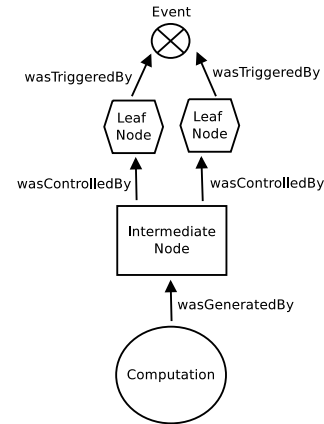 Event
wasTriggeredBy
wasTriggeredBy
Leaf
Node
Leaf
Node
wasControlledBy
wasControlledBy
Intermediate
Node
wasGeneratedBy
Computation